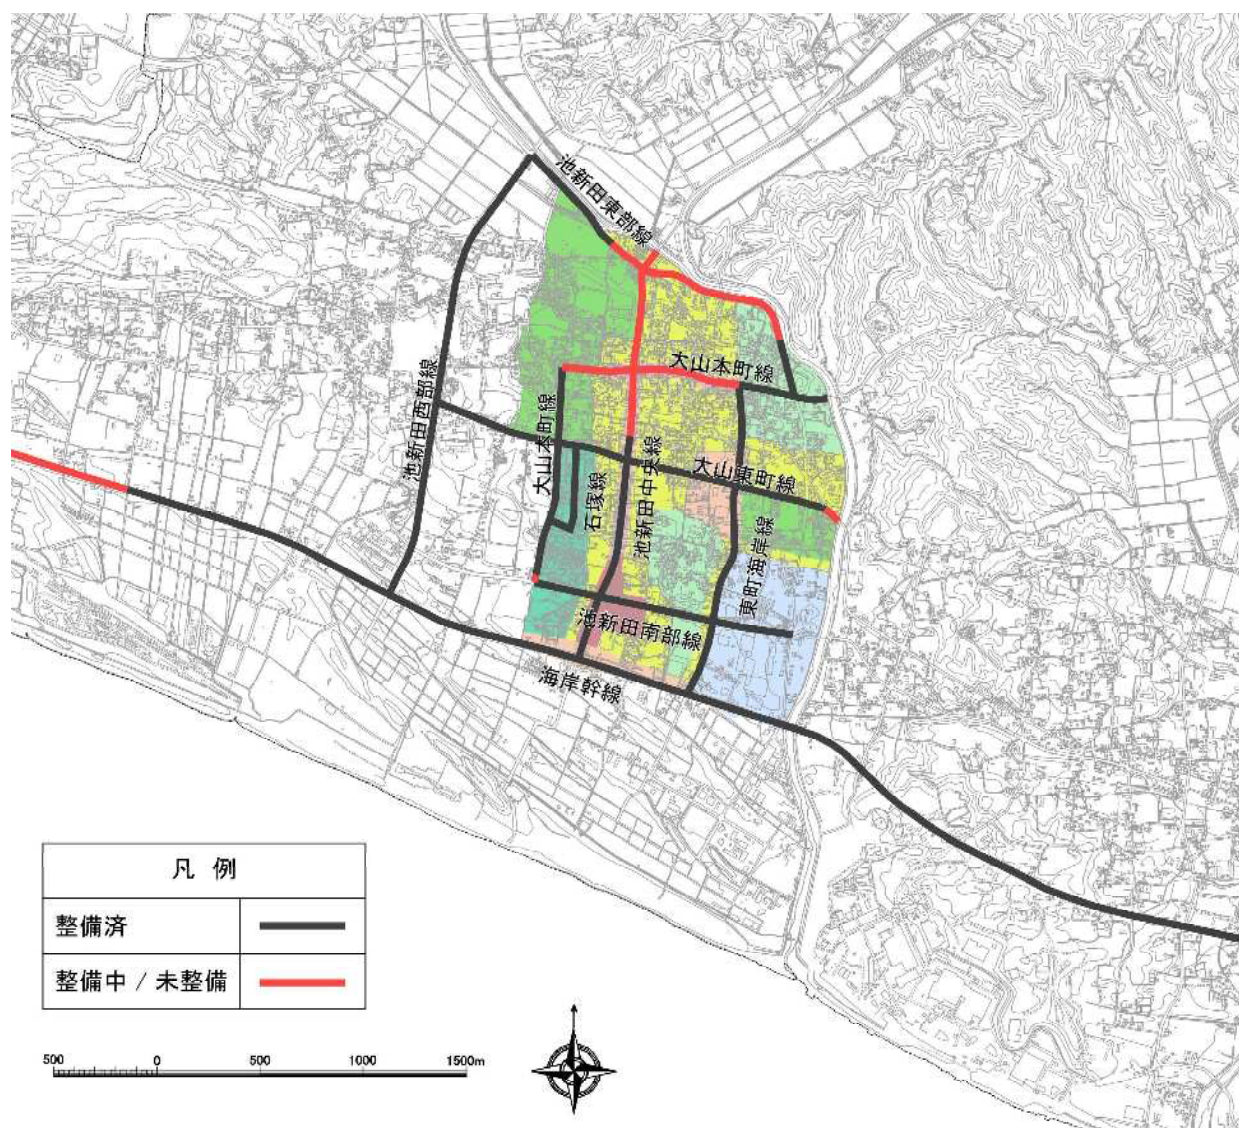 池新田東部線
大山本町線
池新田西部線
大山本町線
石塚線
池新田中央線
大山東町線
東町海岸線
池新田南部線
海岸幹線
凡 例
整備済
整備中 / 未整備
500 0 500 1000 1500m